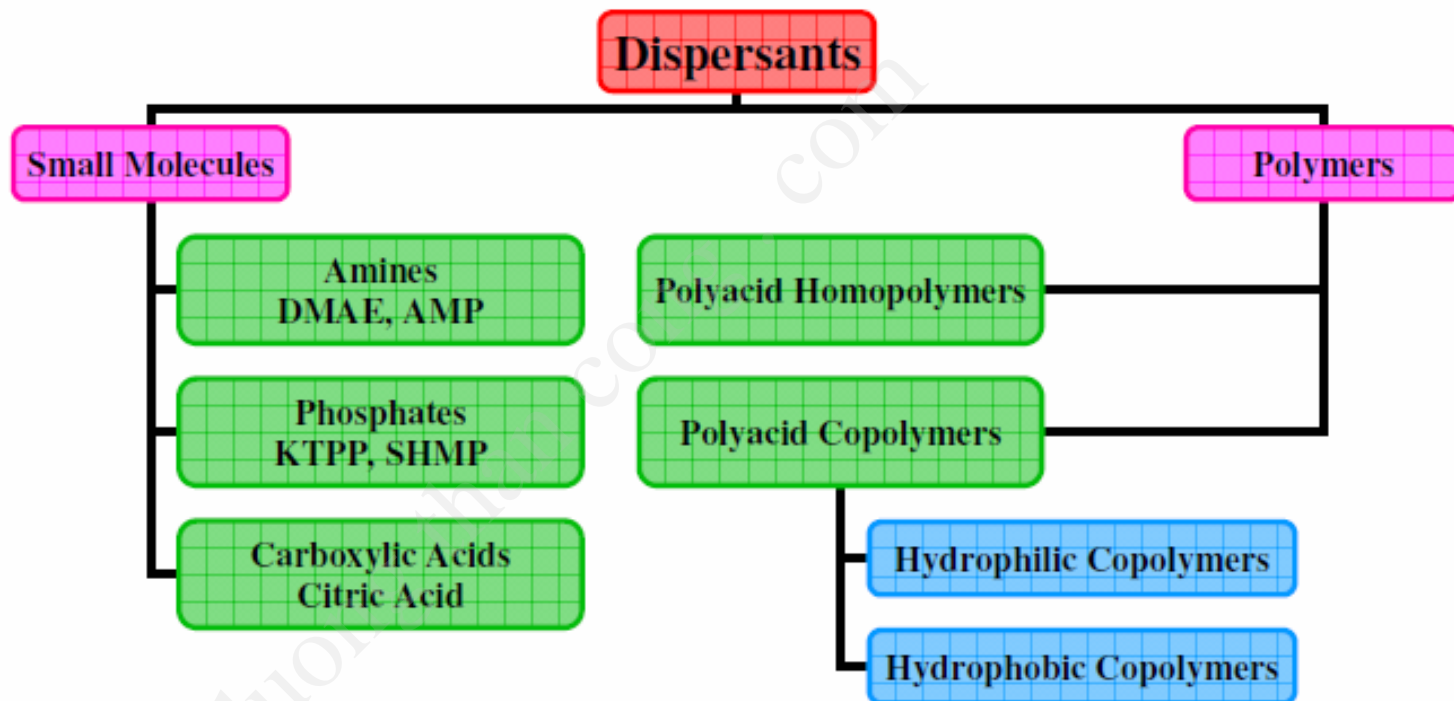 Dispersants
Small Molecules
Polymers
Amines
DMAE, AMP
Polyacid Homopolymers
Phosphates
KTPP, SHMP
Polyacid Copolymers
Carboxylic Acids
Citric Acid
Hydrophilic Copolymers
Hydrophobic Copolymers